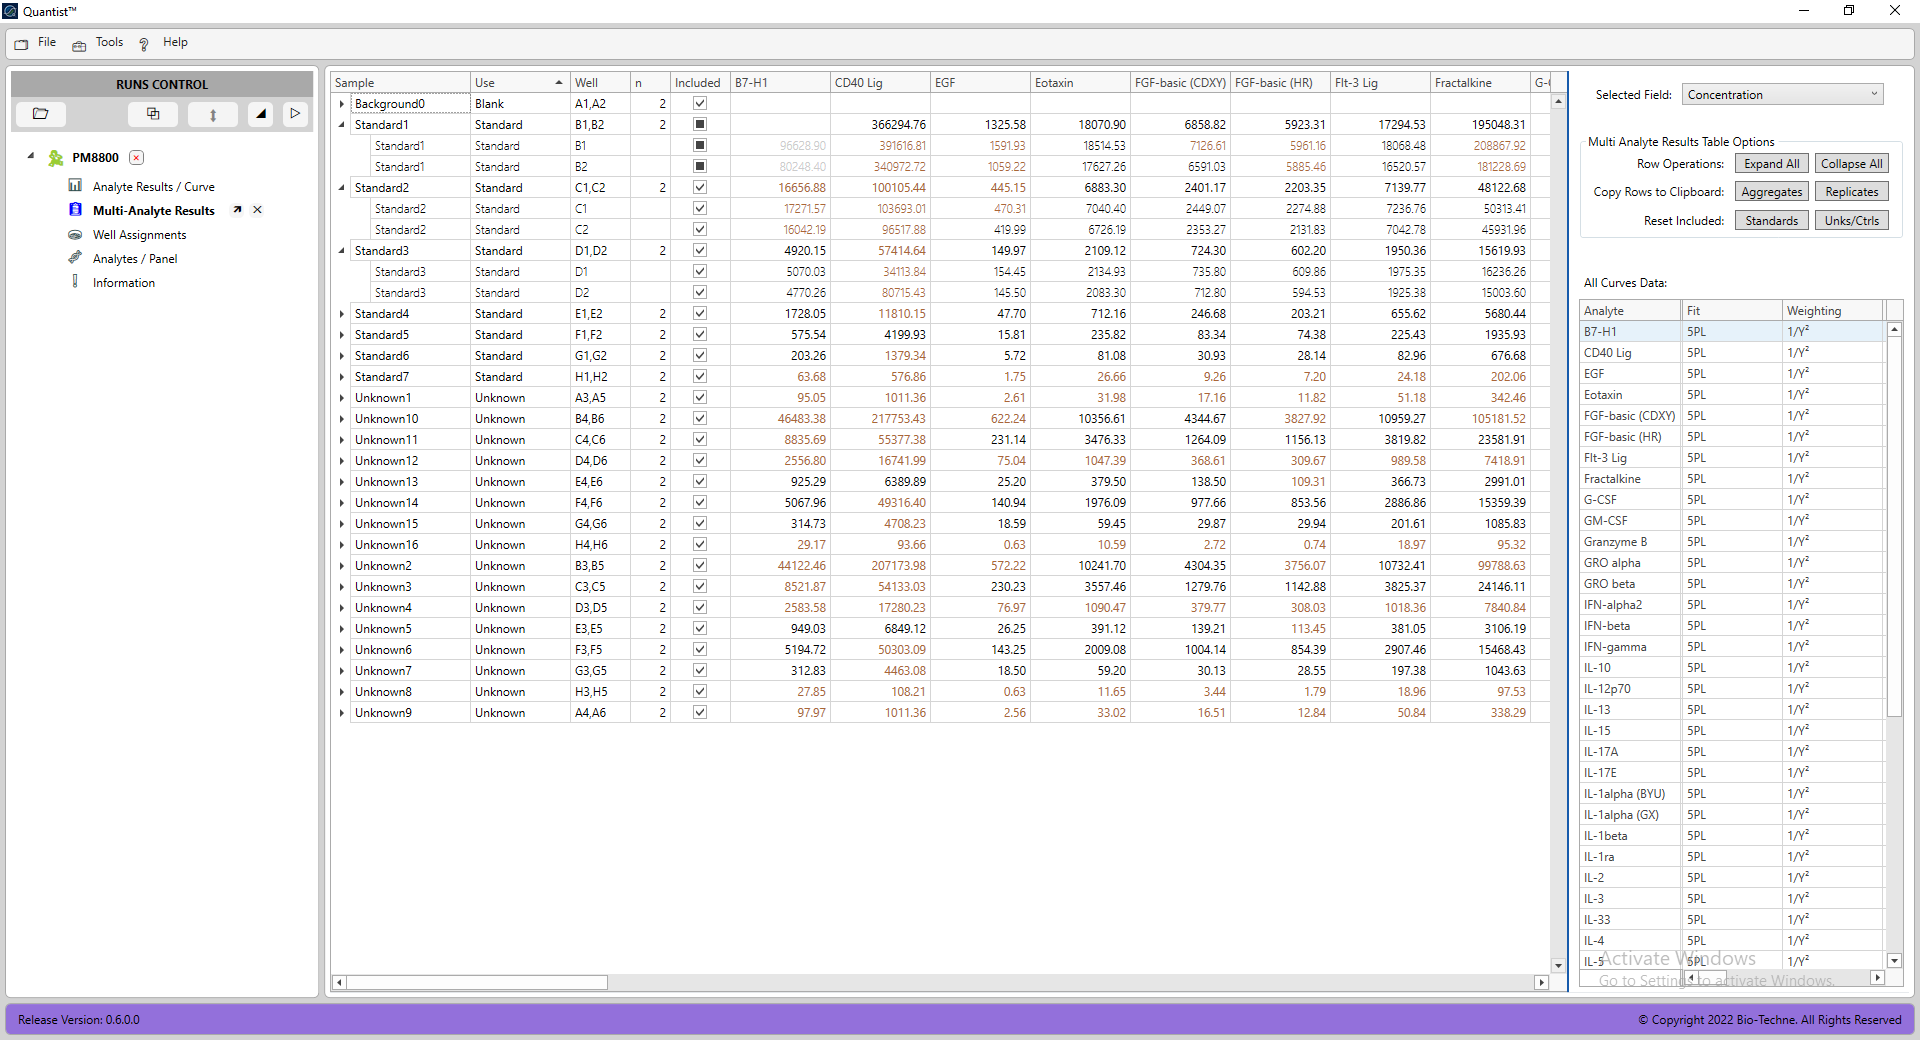 Quantist™
File Tools Help
RUNS CONTROL
PM8800
Analyte Results / Curve
Multi-Analyte Results
Well Assignments
Analytes / Panel
Information
Sample Use Well n Included B7-H1 CD40 Lig EGF Eotaxin FGF-basic (CDXY) FGF-basic (HR) Flt-3 Lig Fractalkine
Background0 Blank A1,A2 2
Standard1 Standard B1,B2 2 366294.76 1325.58 18070.90 6858.82 5923.31 17294.53 195048.31
Standard1 Standard B1 96628.90 391616.81 1591.93 18514.53 7126.61 5961.16 18068.48 208867.92
Standard1 Standard B2 80248.40 340972.72 1059.22 17627.26 6591.03 5885.46 16520.57 181228.69
Standard2 Standard C1,C2 2 16656.88 100105.44 445.15 6883.30 2401.17 2203.35 7139.77 48122.68
Standard2 Standard C1 17271.57 103693.01 470.31 7040.40 2449.07 2274.88 7236.76 50313.41
Standard2 Standard C2 16042.19 96517.88 419.99 6726.19 2353.27 2131.83 7042.78 45931.96
Standard3 Standard D1,D2 2 4920.15 57414.64 149.97 2109.12 724.30 602.20 1950.36 15619.93
Standard3 Standard D1 5070.03 34113.84 154.45 2134.93 735.80 609.86 1975.35 16236.26
Standard3 Standard D2 4770.26 80715.43 145.50 2083.30 712.80 594.53 1925.38 15003.60
Standard4 Standard E1,E2 2 1728.05 11810.15 47.70 712.16 246.68 203.21 655.62 5680.44
Standard5 Standard F1,F2 2 575.54 4199.93 15.81 235.82 83.34 74.38 225.43 1935.93
Standard6 Standard G1,G2 2 203.26 1379.34 5.72 81.08 30.93 28.14 82.96 676.68
Standard7 Standard H1,H2 2 63.68 576.86 1.75 26.66 9.26 7.20 24.18 202.06
Unknown1 Unknown A3,A5 2 95.05 1011.36 2.61 31.98 17.16 11.82 51.18 342.46
Unknown10 Unknown B4,B6 2 46483.38 217753.43 622.24 10356.61 4344.67 3827.92 10959.27 105181.52
Unknown11 Unknown C4,C6 2 8835.69 55377.38 231.14 3476.33 1264.09 1156.13 3819.82 23581.91
Unknown12 Unknown D4,D6 2 2556.80 16741.99 75.04 1047.39 368.61 309.67 989.58 7418.91
Unknown13 Unknown E4,E6 2 925.29 6389.89 25.20 379.50 138.50 109.31 366.73 2991.01
Unknown14 Unknown F4,F6 2 5067.96 49316.40 140.94 1976.09 977.66 853.56 2886.86 15359.39
Unknown15 Unknown G4,G6 2 314.73 4708.23 18.59 59.45 29.87 29.94 201.61 1085.83
Unknown16 Unknown H4,H6 2 29.17 93.66 0.63 10.59 2.72 0.74 18.97 95.32
Unknown2 Unknown B3,B5 2 44122.46 207173.98 572.22 10241.70 4304.35 3756.07 10732.41 99788.63
Unknown3 Unknown C3,C5 2 8521.87 54133.03 230.23 3557.46 1279.76 1142.88 3825.37 24146.11
Unknown4 Unknown D3,D5 2 2583.58 17280.23 76.97 1090.47 379.77 308.03 1018.36 7840.84
Unknown5 Unknown E3,E5 2 949.03 6849.12 26.25 391.12 139.21 113.45 381.05 3106.19
Unknown6 Unknown F3,F5 2 5194.72 50303.09 143.25 2009.08 1004.14 854.39 2907.46 15468.43
Unknown7 Unknown G3,G5 2 312.83 4463.08 18.50 59.20 30.13 28.55 197.38 1043.63
Unknown8 Unknown H3,H5 2 27.85 108.21 0.63 11.65 3.44 1.79 18.96 97.53
Unknown9 Unknown A4,A6 2 97.97 1011.36 2.56 33.02 16.51 12.84 50.84 338.29
Selected Field: Concentration
Multi Analyte Results Table Options
Row Operations: Expand All Collapse All
Copy Rows to Clipboard: Aggregates Replicates
Reset Included: Standards Unks/Ctrls
All Curves Data:
Analyte Fit Weighting
B7-H1 5PL 1/Y²
CD40 Lig 5PL 1/Y²
EGF 5PL 1/Y²
Eotaxin 5PL 1/Y²
FGF-basic (CDXY) 5PL 1/Y²
FGF-basic (HR) 5PL 1/Y²
Flt-3 Lig 5PL 1/Y²
Fractalkine 5PL 1/Y²
G-CSF 5PL 1/Y²
GM-CSF 5PL 1/Y²
Granzyme B 5PL 1/Y²
GRO alpha 5PL 1/Y²
GRO beta 5PL 1/Y²
IFN-alpha2 5PL 1/Y²
IFN-beta 5PL 1/Y²
IFN-gamma 5PL 1/Y²
IL-10 5PL 1/Y²
IL-12p70 5PL 1/Y²
IL-13 5PL 1/Y²
IL-15 5PL 1/Y²
IL-17A 5PL 1/Y²
IL-17E 5PL 1/Y²
IL-1alpha (BYU) 5PL 1/Y²
IL-1alpha (GX) 5PL 1/Y²
IL-1beta 5PL 1/Y²
IL-1ra 5PL 1/Y²
IL-2 5PL 1/Y²
IL-3 5PL 1/Y²
IL-33 5PL 1/Y²
IL-4 5PL 1/Y²
IL-5 5PL 1/Y²
Activate Windows
Go to Settings to activate Windows.
Release Version: 0.6.0.0
© Copyright 2022 Bio-Techne. All Rights Reserved